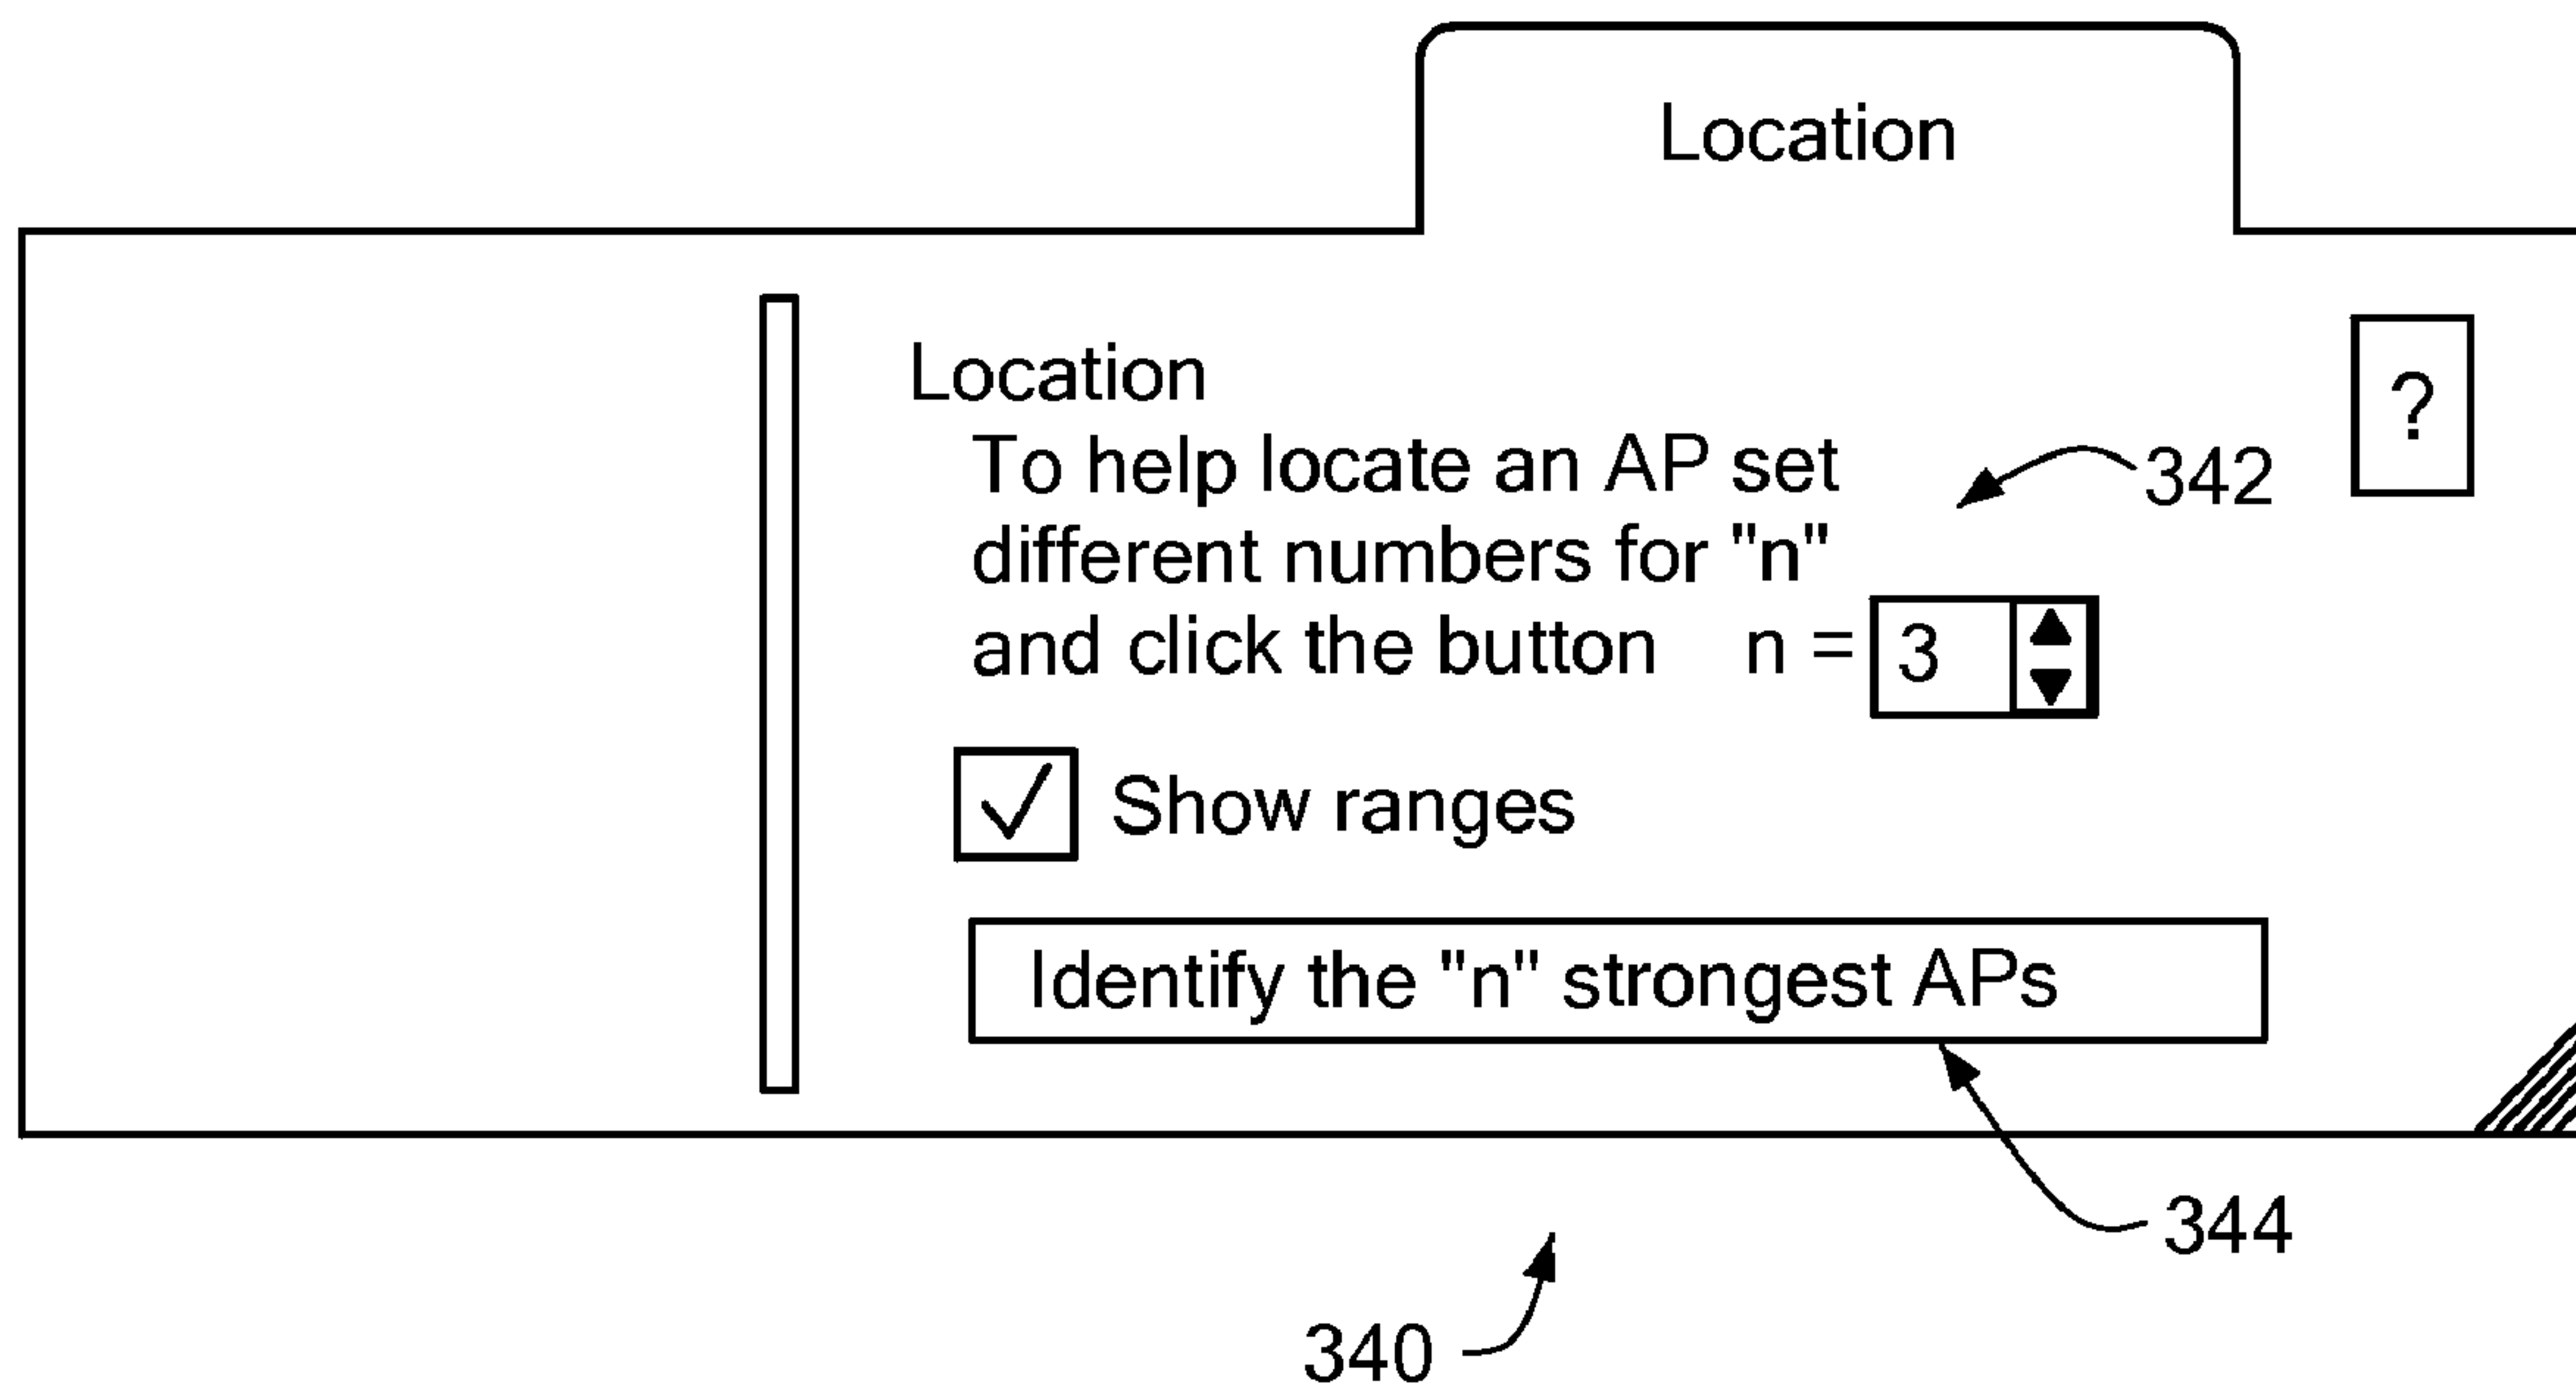 Location
Location
?
To help locate an AP set
342
different numbers for "n"
and click the button n = 3
Show ranges
Identify the "n" strongest APs
344
340